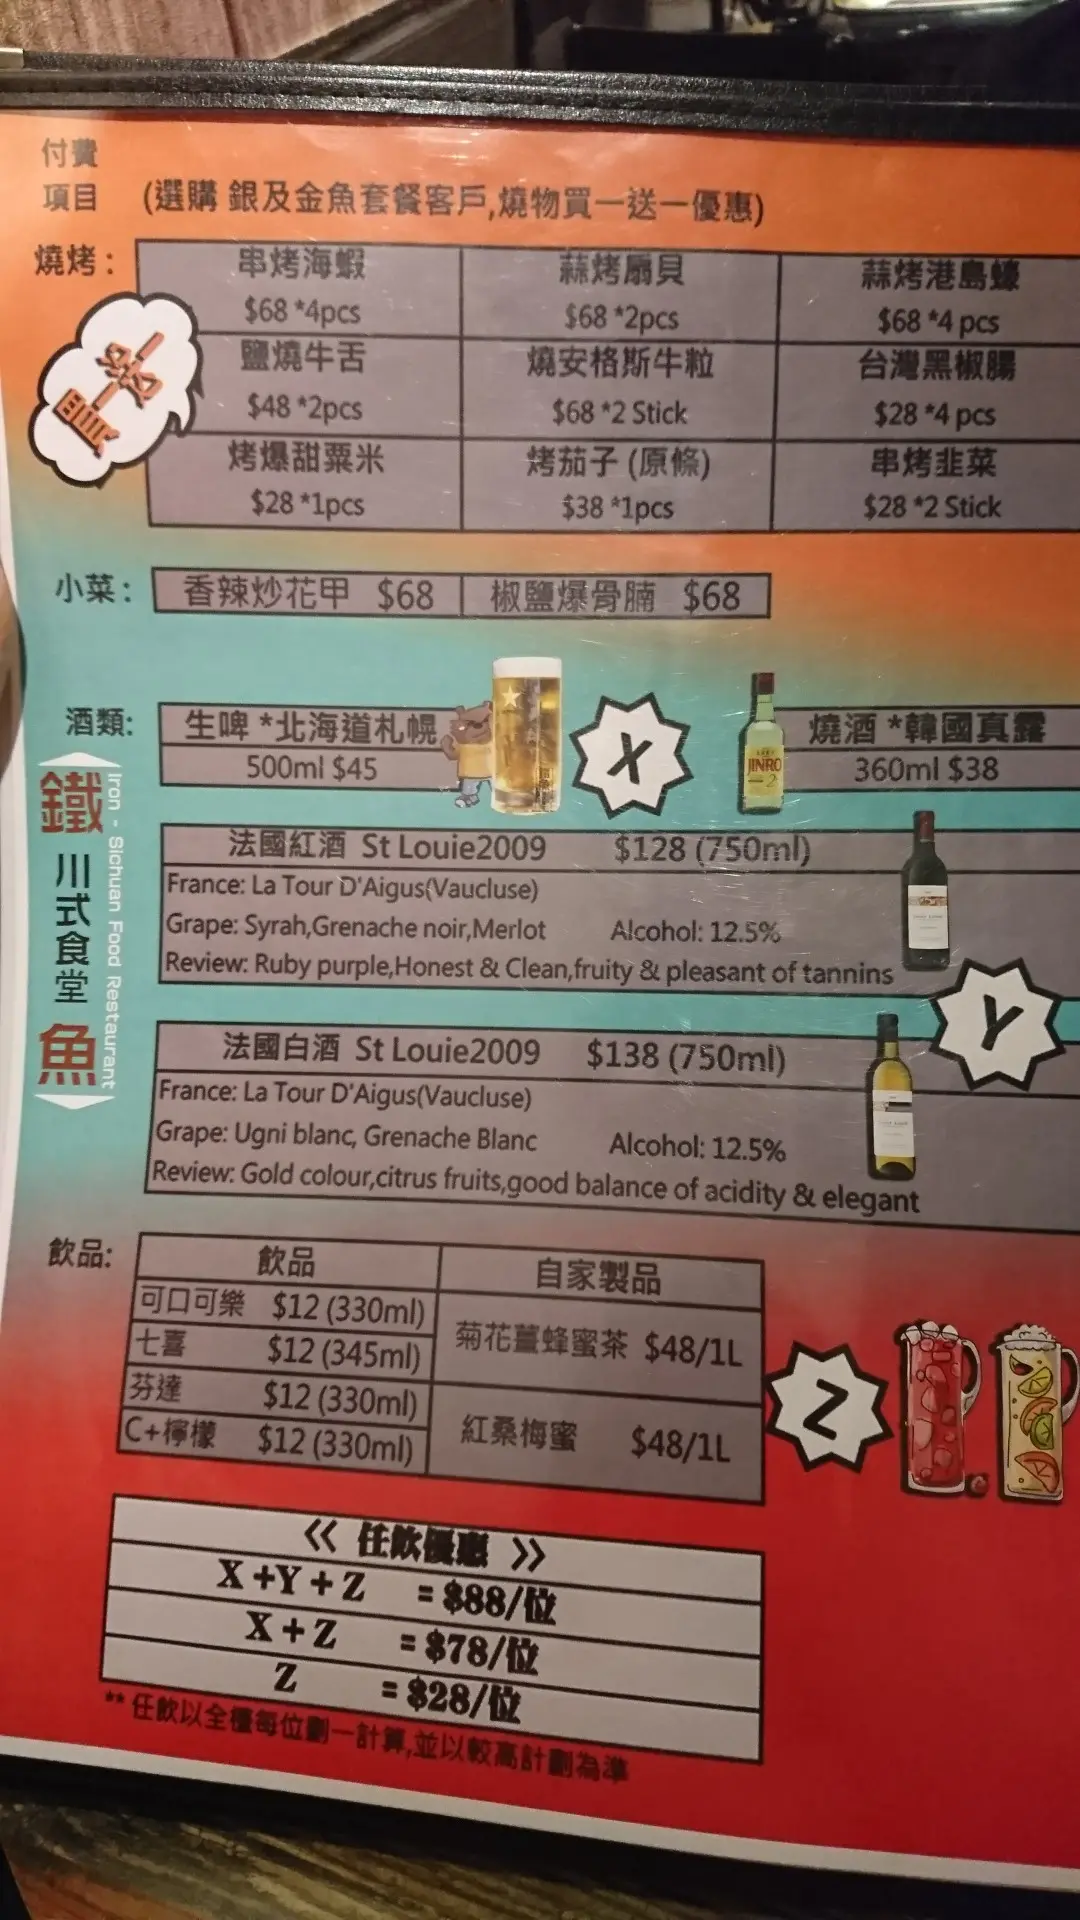 付費
項目 (選購 銀及金魚套餐客戶,燒物買一送一優惠)
燒烤:
買一送一
串烤海蝦 蒜烤扇貝 蒜烤港島蠔
$68 *4pcs $68 *2pcs $68 *4 pcs
鹽燒牛舌 燒安格斯牛粒 台灣黑椒腸
$48 *2pcs $68 *2 Stick $28 *4 pcs
烤爆甜粟米 烤茄子 (原條) 串烤韭菜
$28 *1pcs $38 *1pcs $28 *2 Stick
小菜: 香辣炒花甲 $68 椒鹽爆骨腩 $68
酒類: 生啤 *北海道札幌 燒酒 *韓國真露
500ml $45 360ml $38
X
JINRO
法國紅酒 St Louie2009 $128 (750ml)
France: La Tour D'Aigus(Vaucluse)
Grape: Syrah,Grenache noir,Merlot Alcohol: 12.5%
Review: Ruby purple,Honest & Clean,fruity & pleasant of tannins
Y
法國白酒 St Louie2009 $138 (750ml)
France: La Tour D'Aigus(Vaucluse)
Grape: Ugni blanc, Grenache Blanc Alcohol: 12.5%
Review: Gold colour,citrus fruits,good balance of acidity & elegant
鐵川式食堂魚
Iron - Sichuan Food Restaurant
飲品:
飲品 自家製品
可口可樂 $12 (330ml)
七喜 $12 (345ml)
芬達 $12 (330ml)
C+檸檬 $12 (330ml)
菊花薑蜂蜜茶 $48/1L
紅桑梅蜜 $48/1L
Z
<< 任飲優惠 >>
X+Y+Z = $88/位
X+Z = $78/位
Z = $28/位
** 任飲以全檯每位劃一計算,並以較高計劃為準